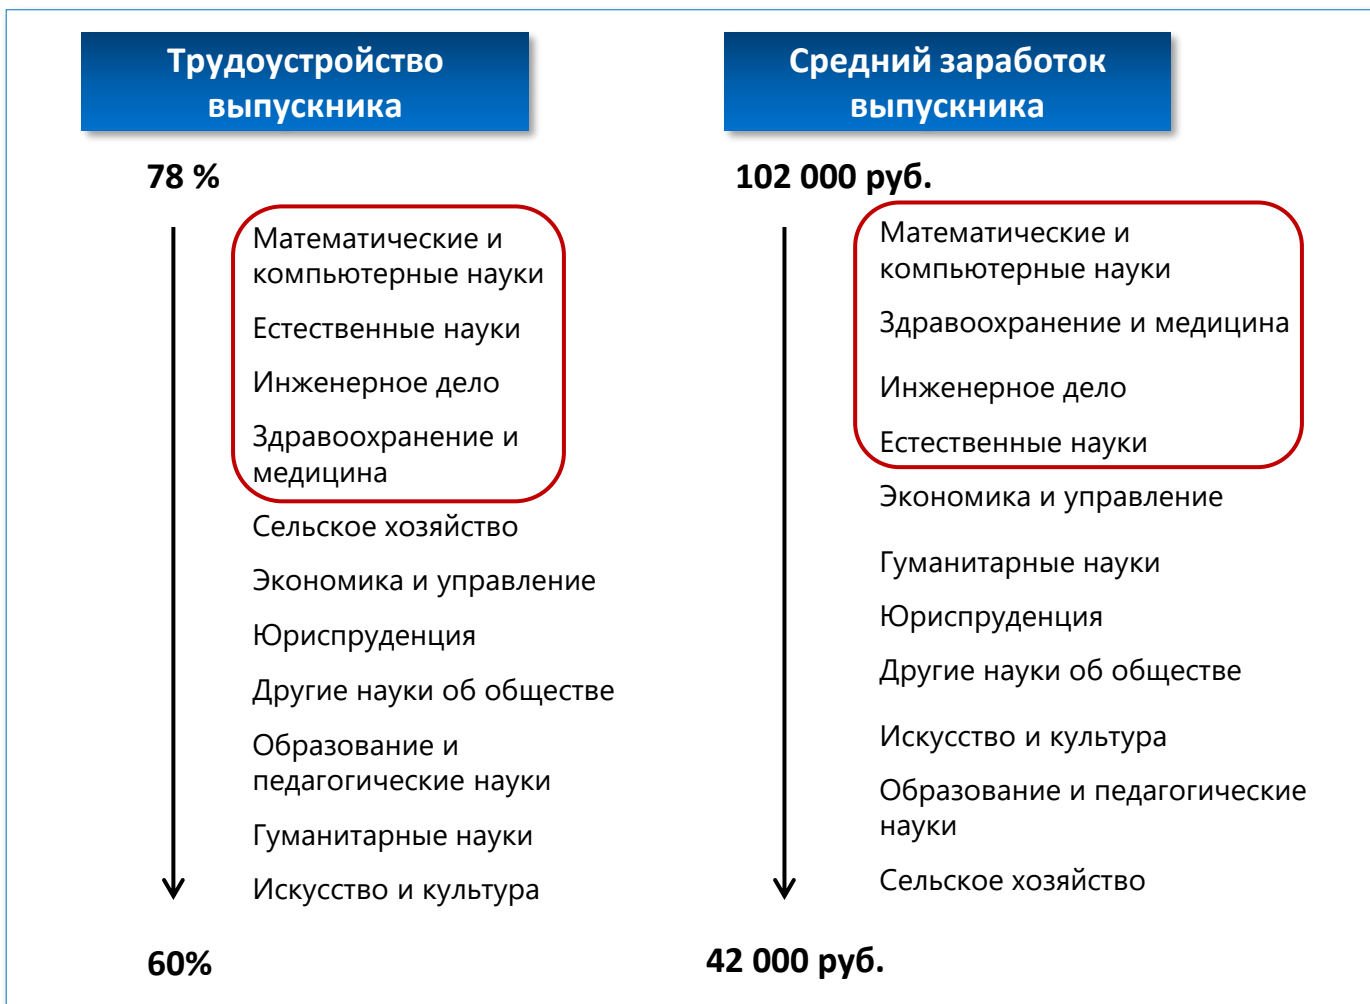 Трудоустройство
выпускника
78 %
Математические и
компьютерные науки
Естественные науки
Инженерное дело
Здравоохранение и
медицина
Сельское хозяйство
Экономика и управление
Юриспруденция
Другие науки об обществе
Образование и
педагогические науки
Гуманитарные науки
Искусство и культура
60%
Средний заработок
выпускника
102 000 руб.
Математические и
компьютерные науки
Здравоохранение и медицина
Инженерное дело
Естественные науки
Экономика и управление
Гуманитарные науки
Юриспруденция
Другие науки об обществе
Искусство и культура
Образование и педагогические
науки
Сельское хозяйство
42 000 руб.